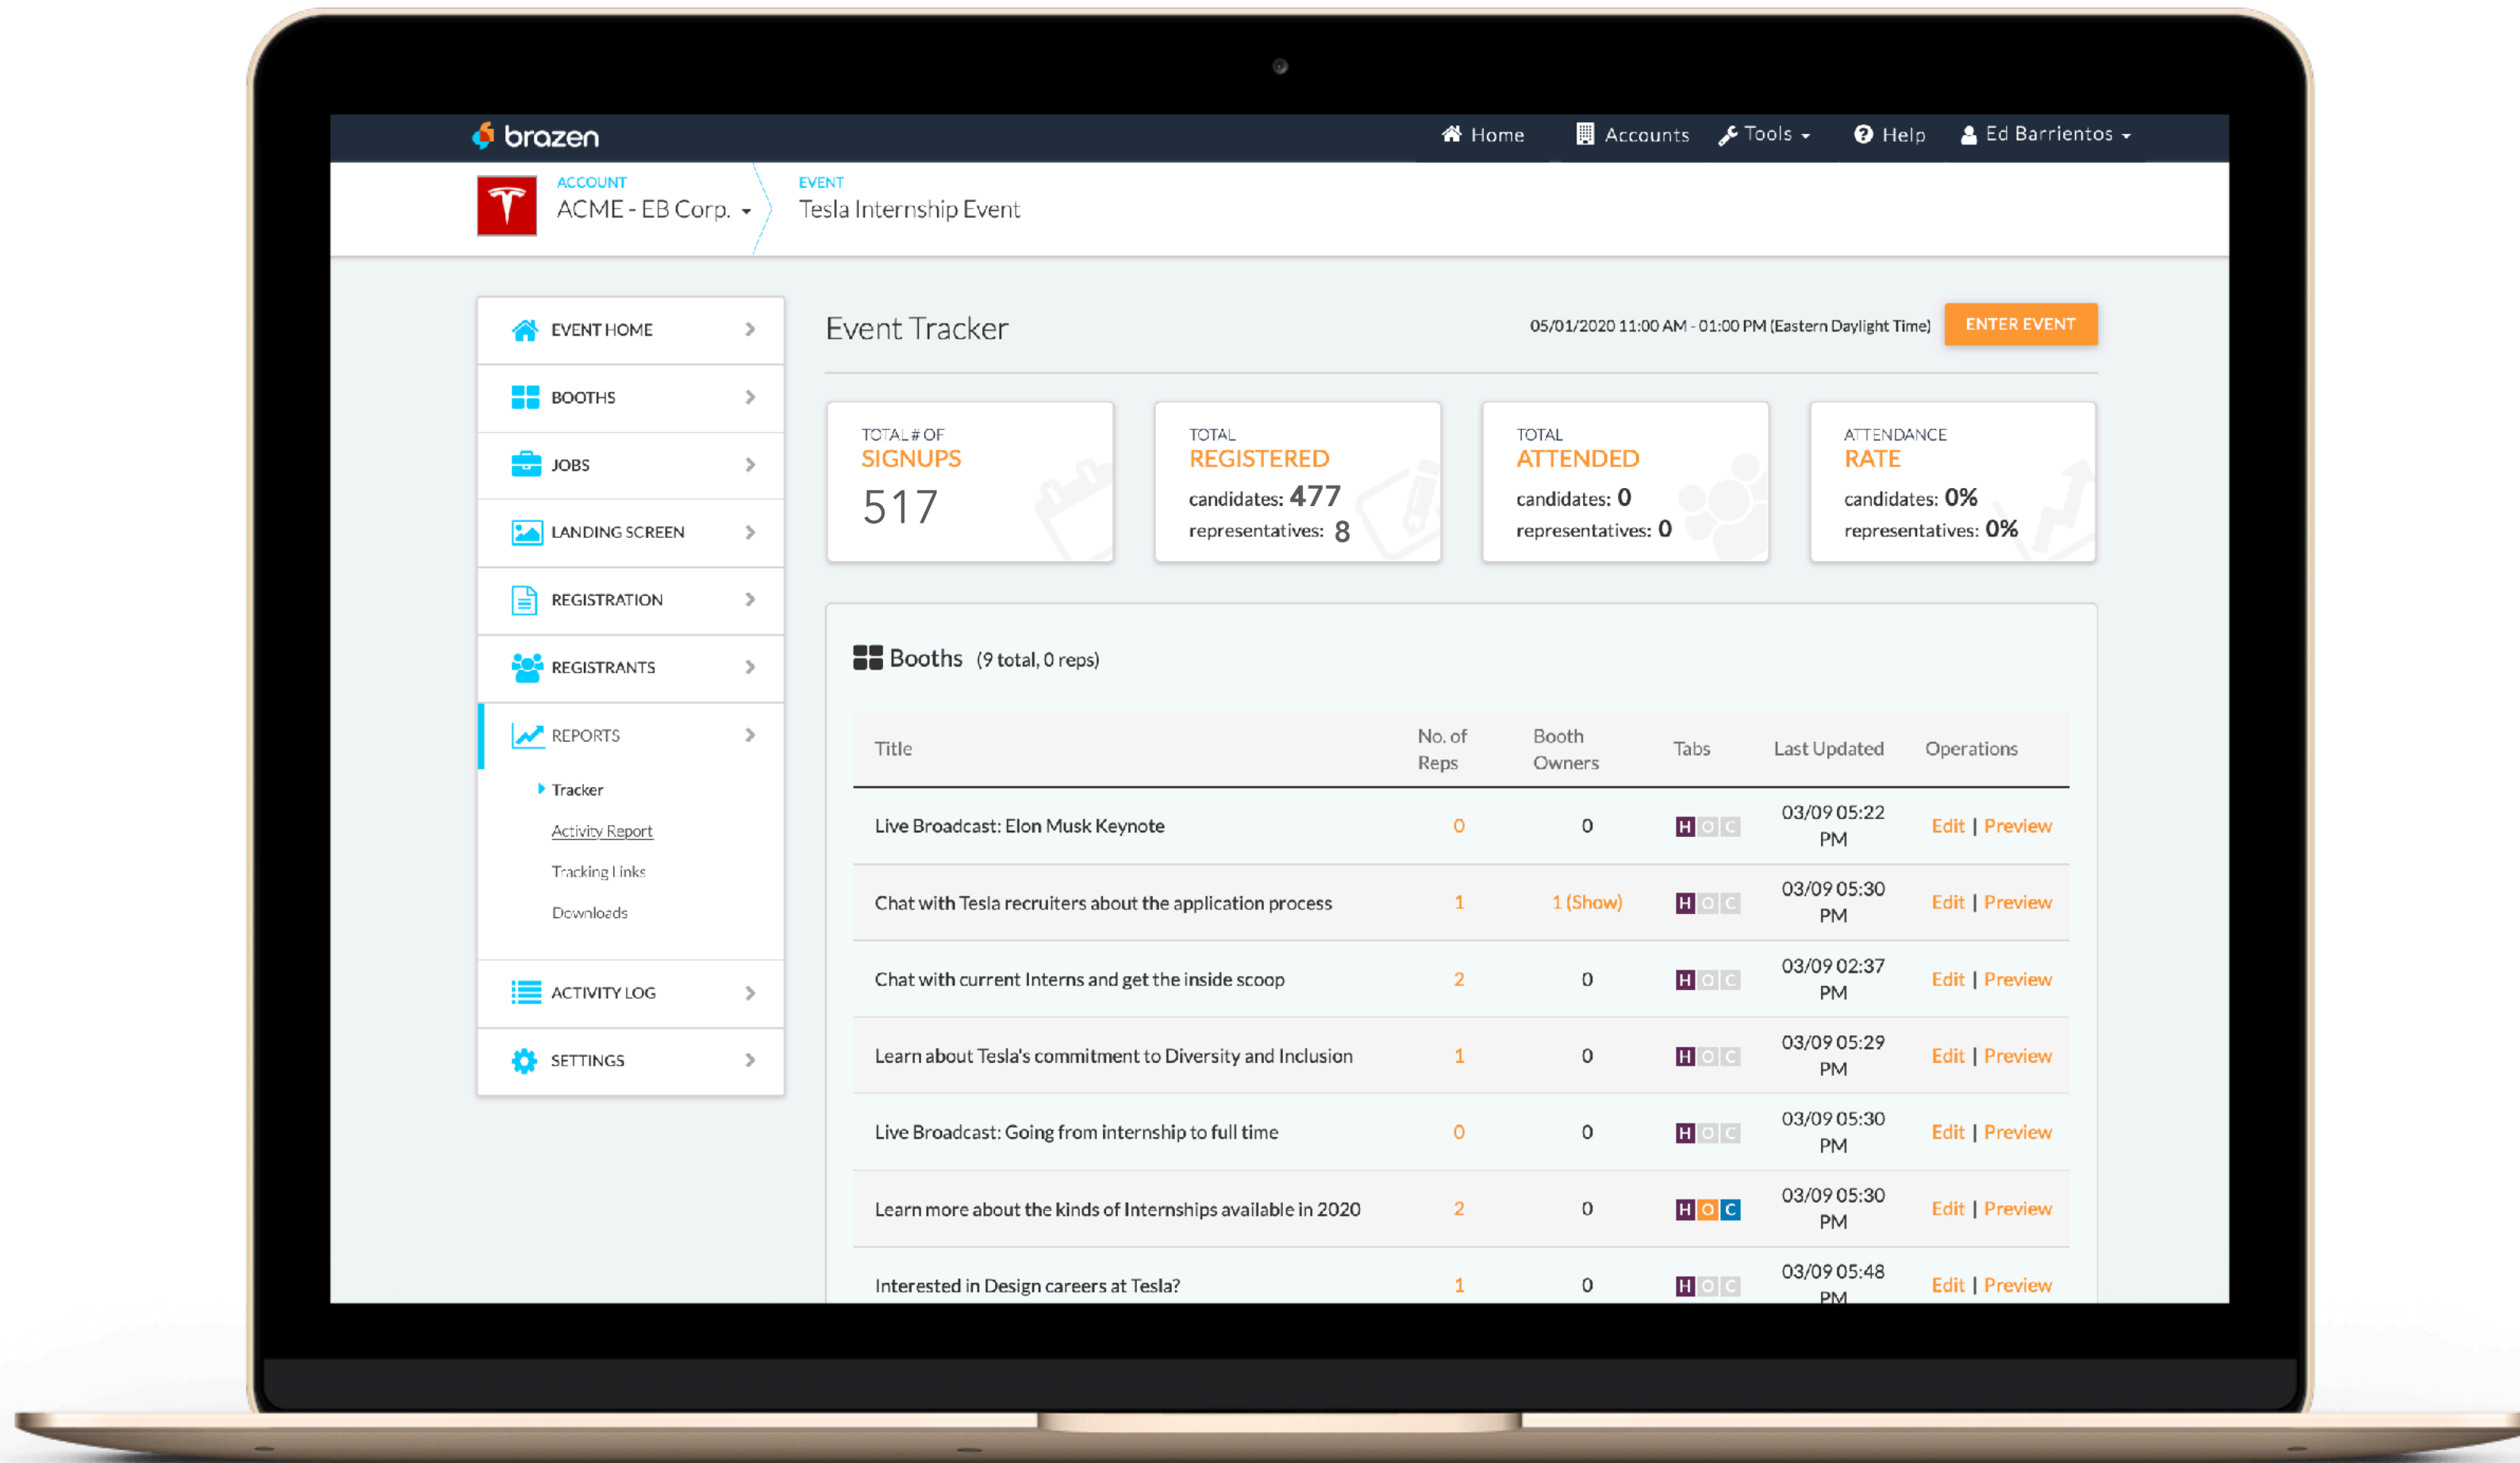 brazen
Home Accounts Tools Help Ed Barrientos
ACCOUNT
ACME - EB Corp.
EVENT
Tesla Internship Event
EVENT HOME
BOOTHS
JOBS
LANDING SCREEN
REGISTRATION
REGISTRANTS
REPORTS
Tracker
Activity Report
Tracking Links
Downloads
ACTIVITY LOG
SETTINGS
Event Tracker
05/01/2020 11:00 AM - 01:00 PM (Eastern Daylight Time)
ENTER EVENT
TOTAL # OF
SIGNUPS
517
TOTAL
REGISTERED
candidates: 477
representatives: 8
TOTAL
ATTENDED
candidates: 0
representatives: 0
ATTENDANCE
RATE
candidates: 0%
representatives: 0%
Booths (9 total, 0 reps)
Title
No. of
Reps
Booth
Owners
Tabs
Last Updated
Operations
Live Broadcast: Elon Musk Keynote 0 0 H O C 03/09 05:22
PM
Edit | Preview
Chat with Tesla recruiters about the application process 1 1 (Show) H O C 03/09 05:30
PM
Edit | Preview
Chat with current Interns and get the inside scoop 2 0 H O C 03/09 02:37
PM
Edit | Preview
Learn about Tesla's commitment to Diversity and Inclusion 1 0 H O C 03/09 05:29
PM
Edit | Preview
Live Broadcast: Going from internship to full time 0 0 H O C 03/09 05:30
PM
Edit | Preview
Learn more about the kinds of Internships available in 2020 2 0 H O C 03/09 05:30
PM
Edit | Preview
Interested in Design careers at Tesla? 1 0 H O C 03/09 05:48
PM
Edit | Preview